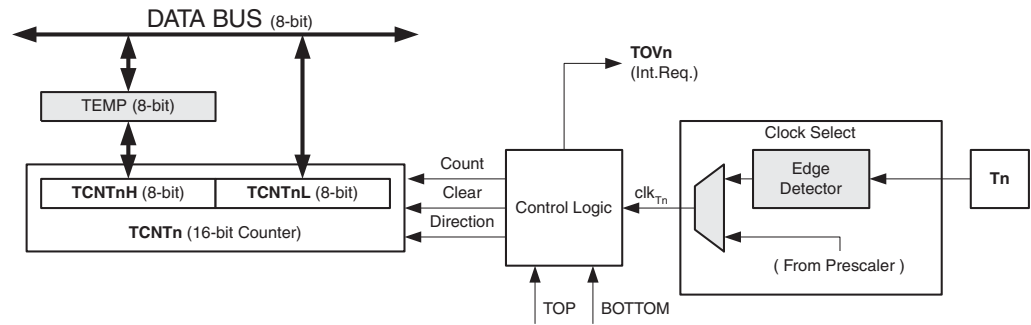 DATA BUS (8-bit)
TOVn
(Int.Req.)
TEMP (8-bit)
Clock Select
Count
Edge
Detector
Tn
TCNTnH (8-bit)
TCNTnL (8-bit)
Clear
Control Logic
clkTn
TCNTn (16-bit Counter)
Direction
( From Prescaler )
TOP
BOTTOM